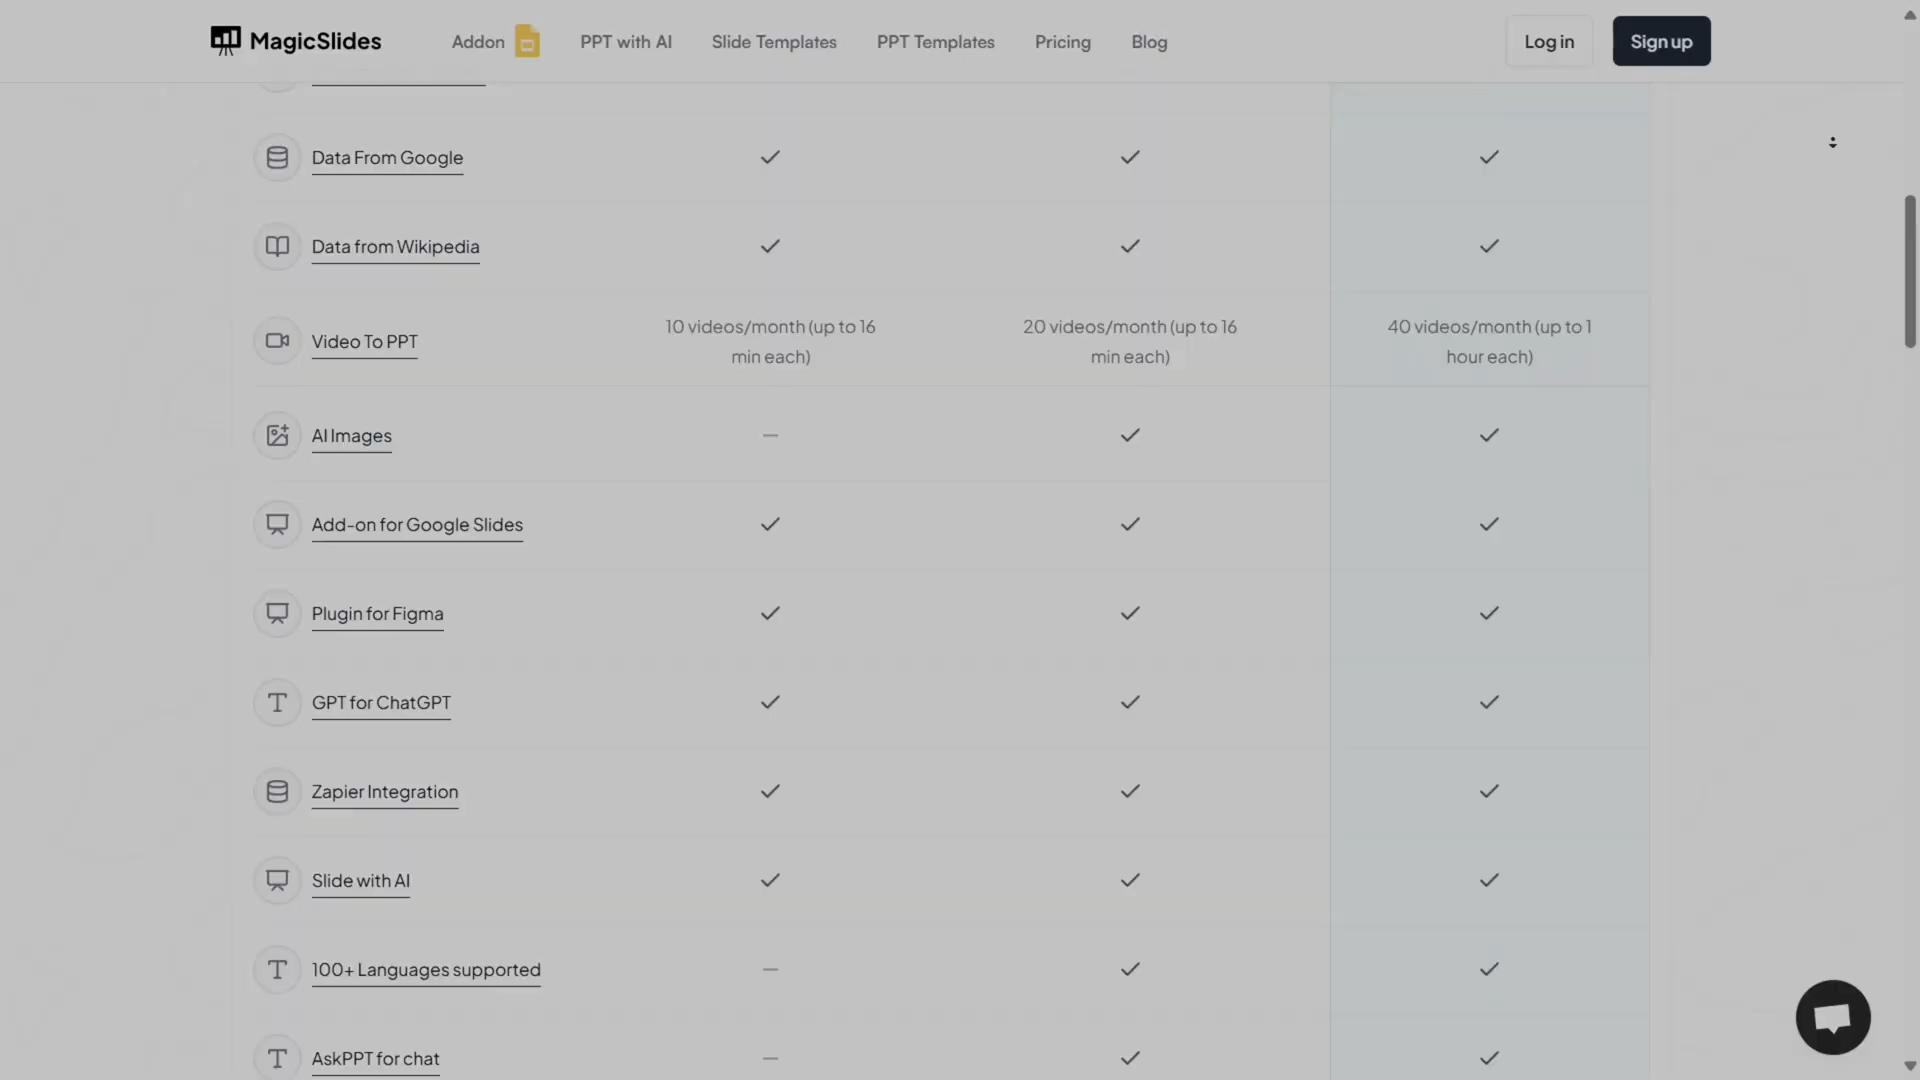 MagicSlides
Addon
PPT with AI
Slide Templates
PPT Templates
Pricing
Blog
Log in
Sign up
Data From Google
Data from Wikipedia
Video To PPT
10 videos/month (up to 16
min each)
20 videos/month (up to 16
min each)
40 videos/month (up to 1
hour each)
AI Images
Add-on for Google Slides
Plugin for Figma
GPT for ChatGPT
Zapier Integration
Slide with AI
100+ Languages supported
AskPPT for chat